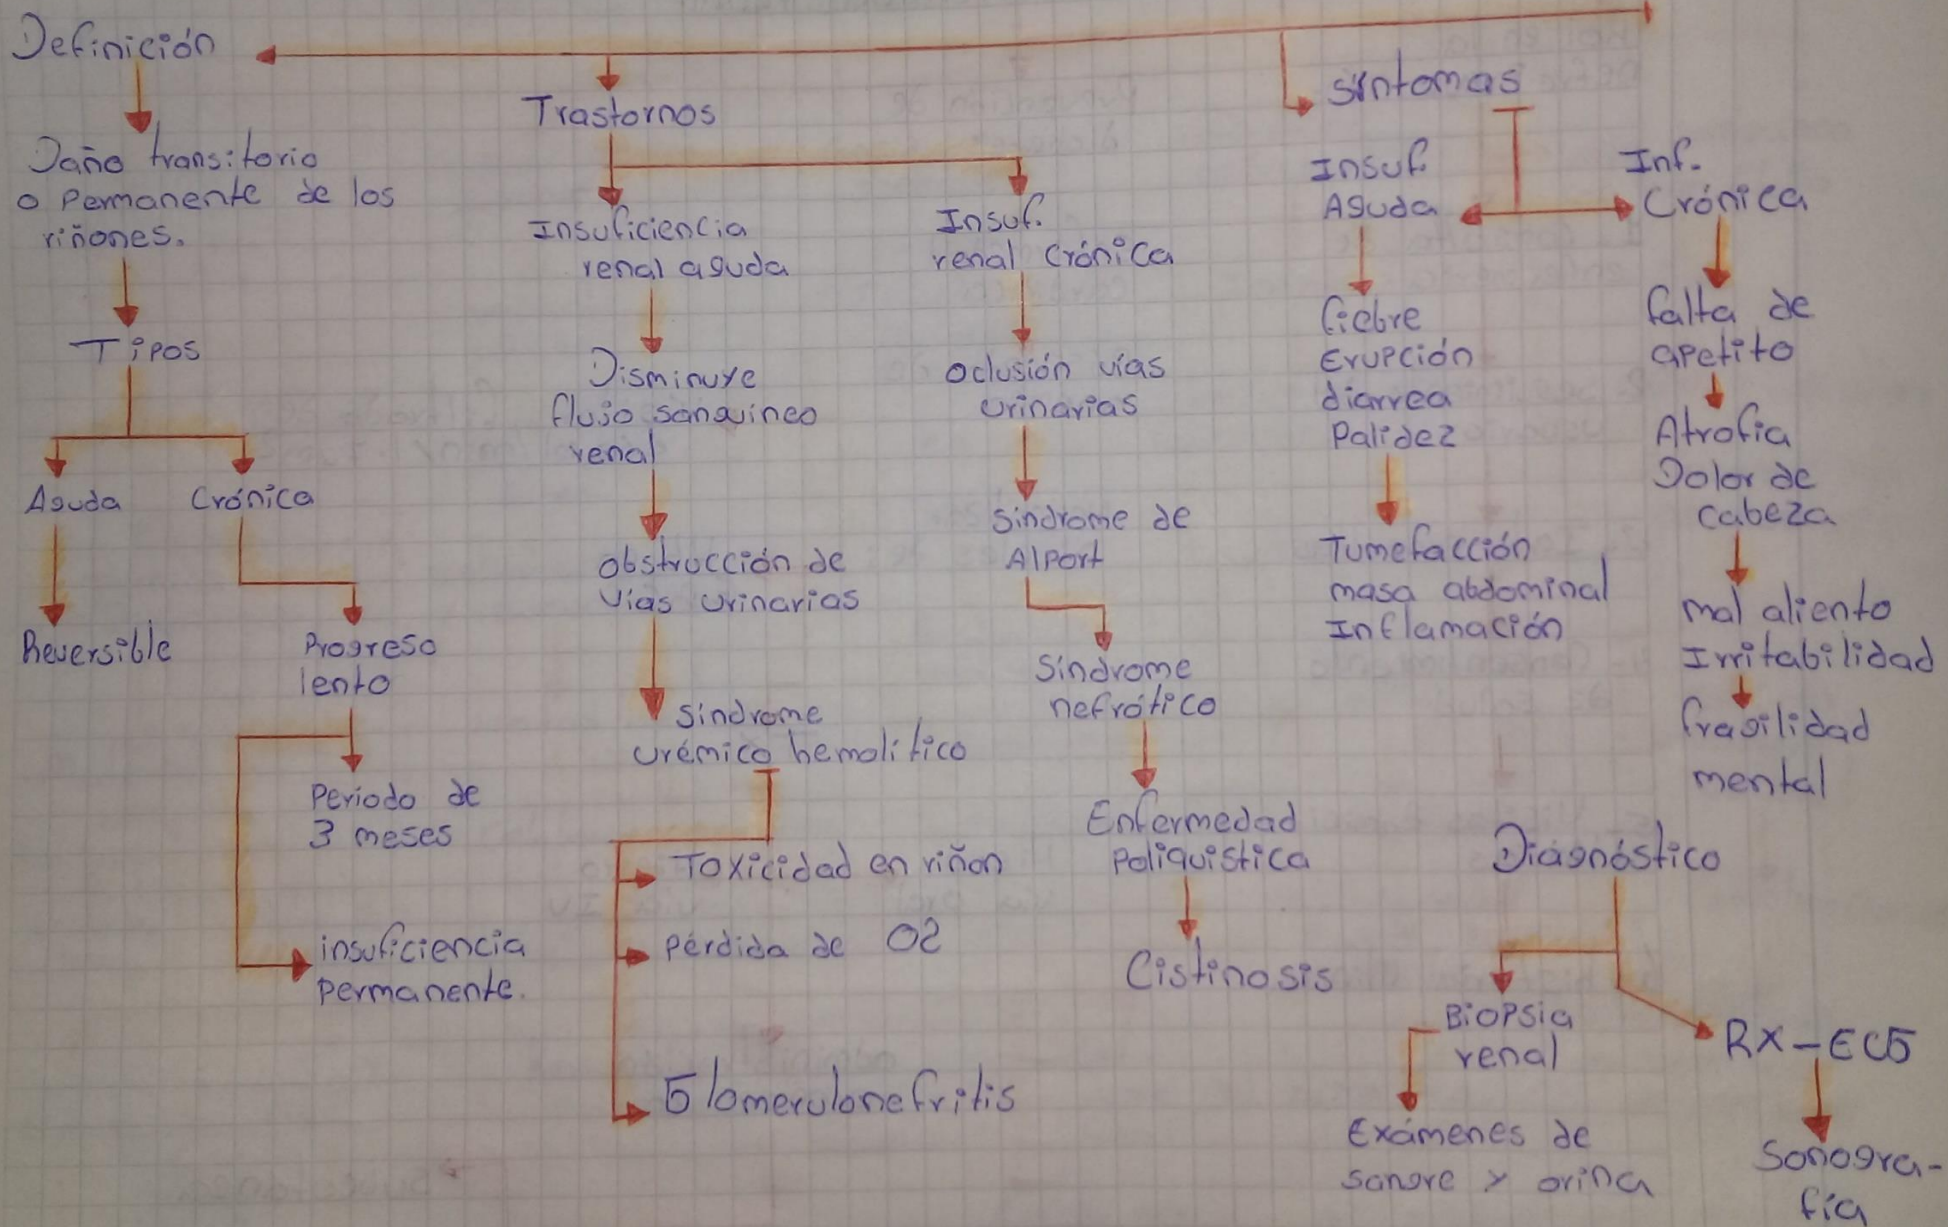 Definición
Daño transitorio
o Permanente de los
riñones.
Tipos
Aguda
Crónica
Reversible
Progreso
lento
Periodo de
3 meses
insuficiencia
permanente.
Trastornos
Insuficiencia
renal aguda
Disminuye
flujo sanguíneo
renal
obstrucción de
Vías urinarias
Síndrome
urémico hemolítico
Toxicidad en riñón
Pérdida de O2
Glomerulonefritis
Insuf.
renal Crónica
Oclusión vías
urinarias
Síndrome de
Alport
Síndrome
nefrótico
Enfermedad
Poliquistica
Cistinosis
Síntomas
Insuf.
Aguda
fiebre
Erupción
diarrea
Palidez
Tumefacción
masa abdominal
Inflamación
Inf.
Crónica
falta de
apetito
Atrofia
Dolor de
cabeza
mal aliento
Irritabilidad
fragilidad
mental
Diagnóstico
Biopsia
renal
Exámenes de
sangre y orina
RX-ECG
Sonogra-
fía